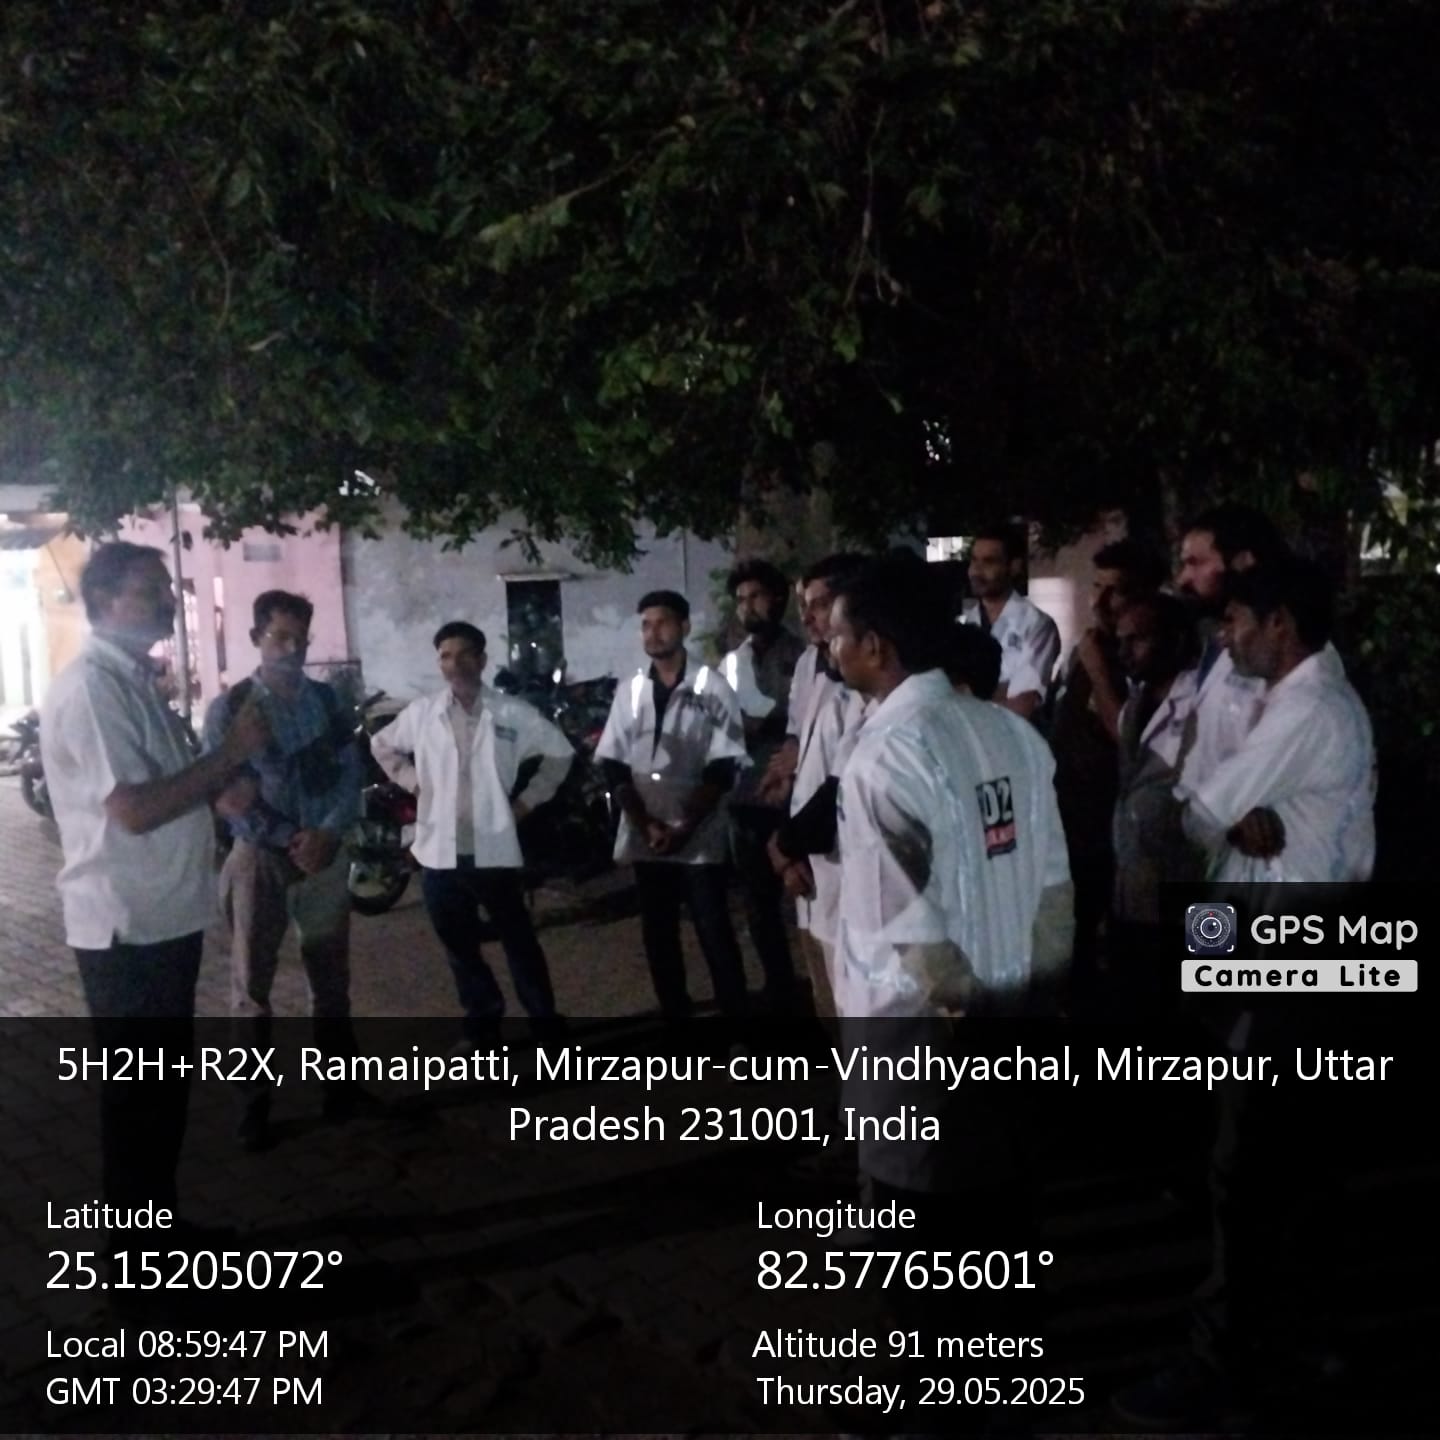 102
GPS Map
Camera Lite
5H2H+R2X, Ramaipatti, Mirzapur-cum-Vindhyachal, Mirzapur, Uttar
Pradesh 231001, India
Latitude
25.15205072°
Longitude
82.57765601°
Local 08:59:47 PM
GMT 03:29:47 PM
Altitude 91 meters
Thursday, 29.05.2025